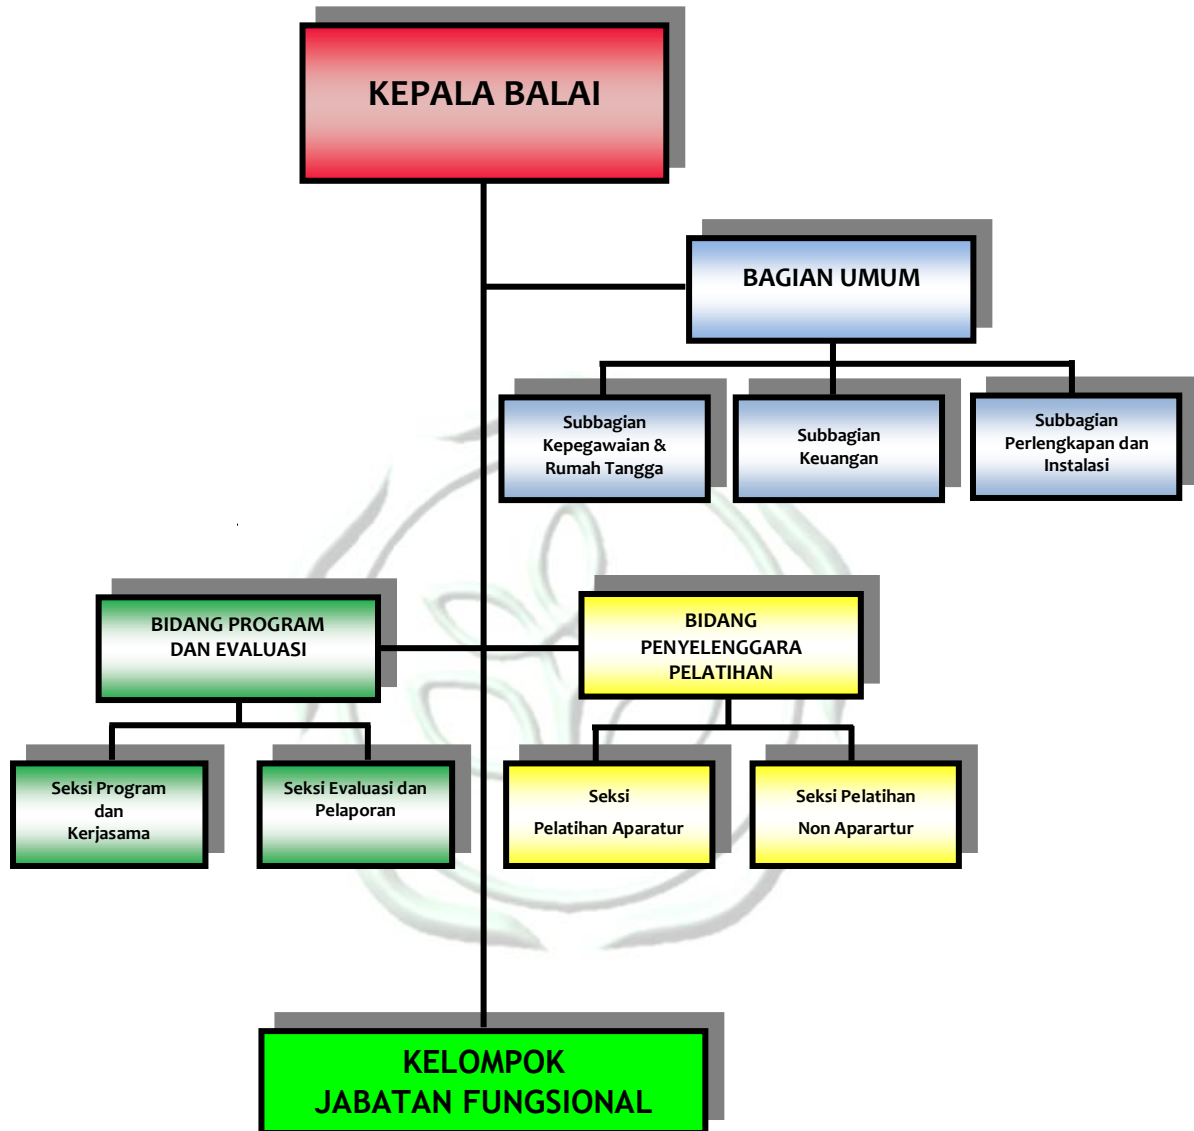 KEPALA BALAI
BAGIAN UMUM
Subbagian
Kepegawaian &
Rumah Tangga
Subbagian
Keuangan
Subbagian
Perlengkapan dan
Instalasi
BIDANG PROGRAM
DAN EVALUASI
BIDANG
PENYELENGGARA
PELATIHAN
Seksi Program
dan
Kerjasama
Seksi Evaluasi dan
Pelaporan
Seksi
Pelatihan Aparatur
Seksi Pelatihan
Non Aparartur
KELOMPOK
JABATAN FUNGSIONAL